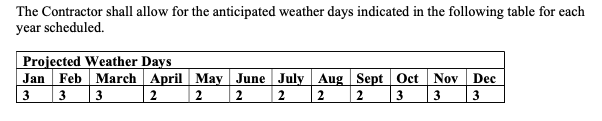 The Contractor shall allow for the anticipated weather days indicated in the following table for each
year scheduled.
Projected Weather Days
Jan Feb March April May June July Aug Sept Oct Nov Dec
3 3 3 2 2 2 2 2 2 3 3 3